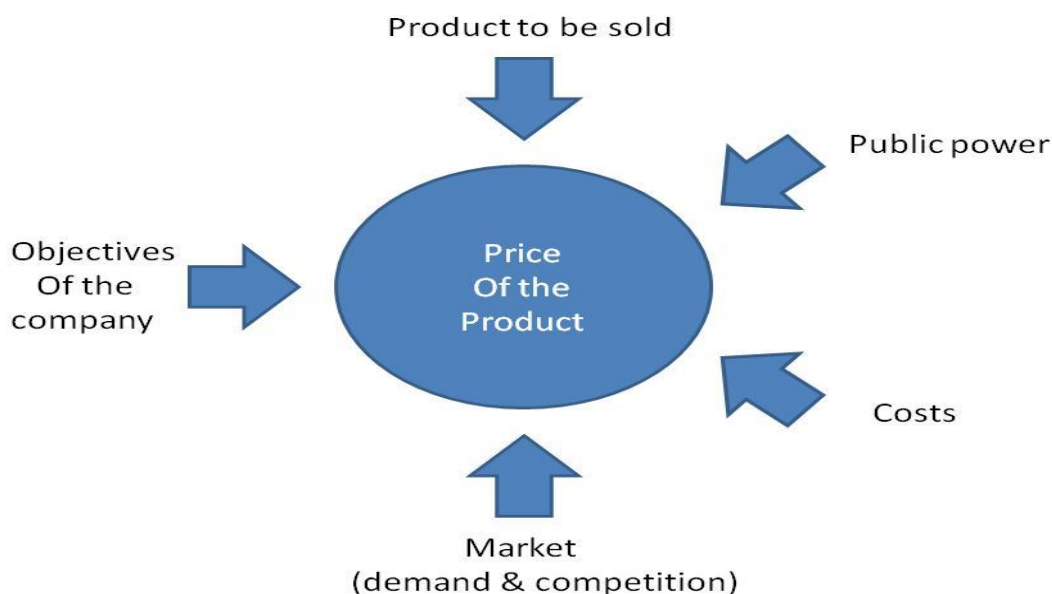 Product to be sold
Public power
Objectives
Of the
company
Price
Of the
Product
Costs
Market
(demand & competition)